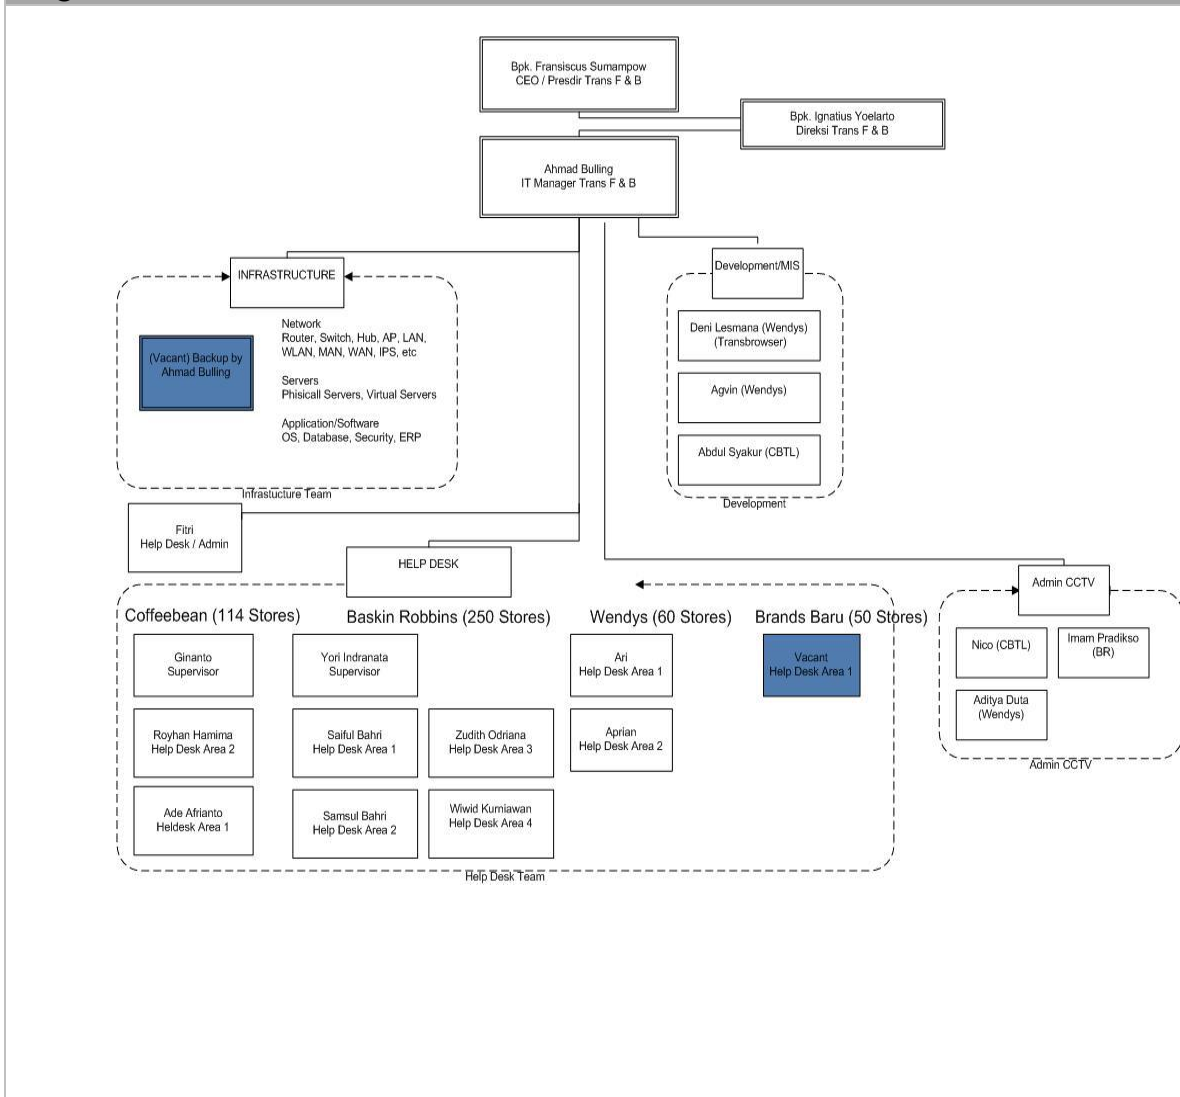 Bpk. Fransiscus Sumampow
CEO / Presdir Trans F & B
Bpk. Ignatius Yoelarto
Direksi Trans F & B
Ahmad Bulling
IT Manager Trans F & B
INFRASTRUCTURE
(Vacant) Backup by
Ahmad Bulling
Network
Router, Switch, Hub, AP, LAN,
WLAN, MAN, WAN, IPS, etc
Servers
Phisicall Servers, Virtual Servers
Application/Software
OS, Database, Security, ERP
Infrastucture Team
Development/MIS
Deni Lesmana (Wendys)
(Transbrowser)
Agvin (Wendys)
Abdul Syakur (CBTL)
Development
Fitri
Help Desk / Admin
HELP DESK
Coffeebean (114 Stores)
Baskin Robbins (250 Stores)
Wendys (60 Stores)
Brands Baru (50 Stores)
Ginanto
Supervisor
Yori Indranata
Supervisor
Ari
Help Desk Area 1
Vacant
Help Desk Area 1
Royhan Hamima
Help Desk Area 2
Saiful Bahri
Help Desk Area 1
Zudith Odriana
Help Desk Area 3
Aprian
Help Desk Area 2
Ade Afrianto
Heldesk Area 1
Samsul Bahri
Help Desk Area 2
Wiwid Kurniawan
Help Desk Area 4
Help Desk Team
Admin CCTV
Nico (CBTL)
Imam Pradikso
(BR)
Aditya Duta
(Wendys)
Admin CCTV